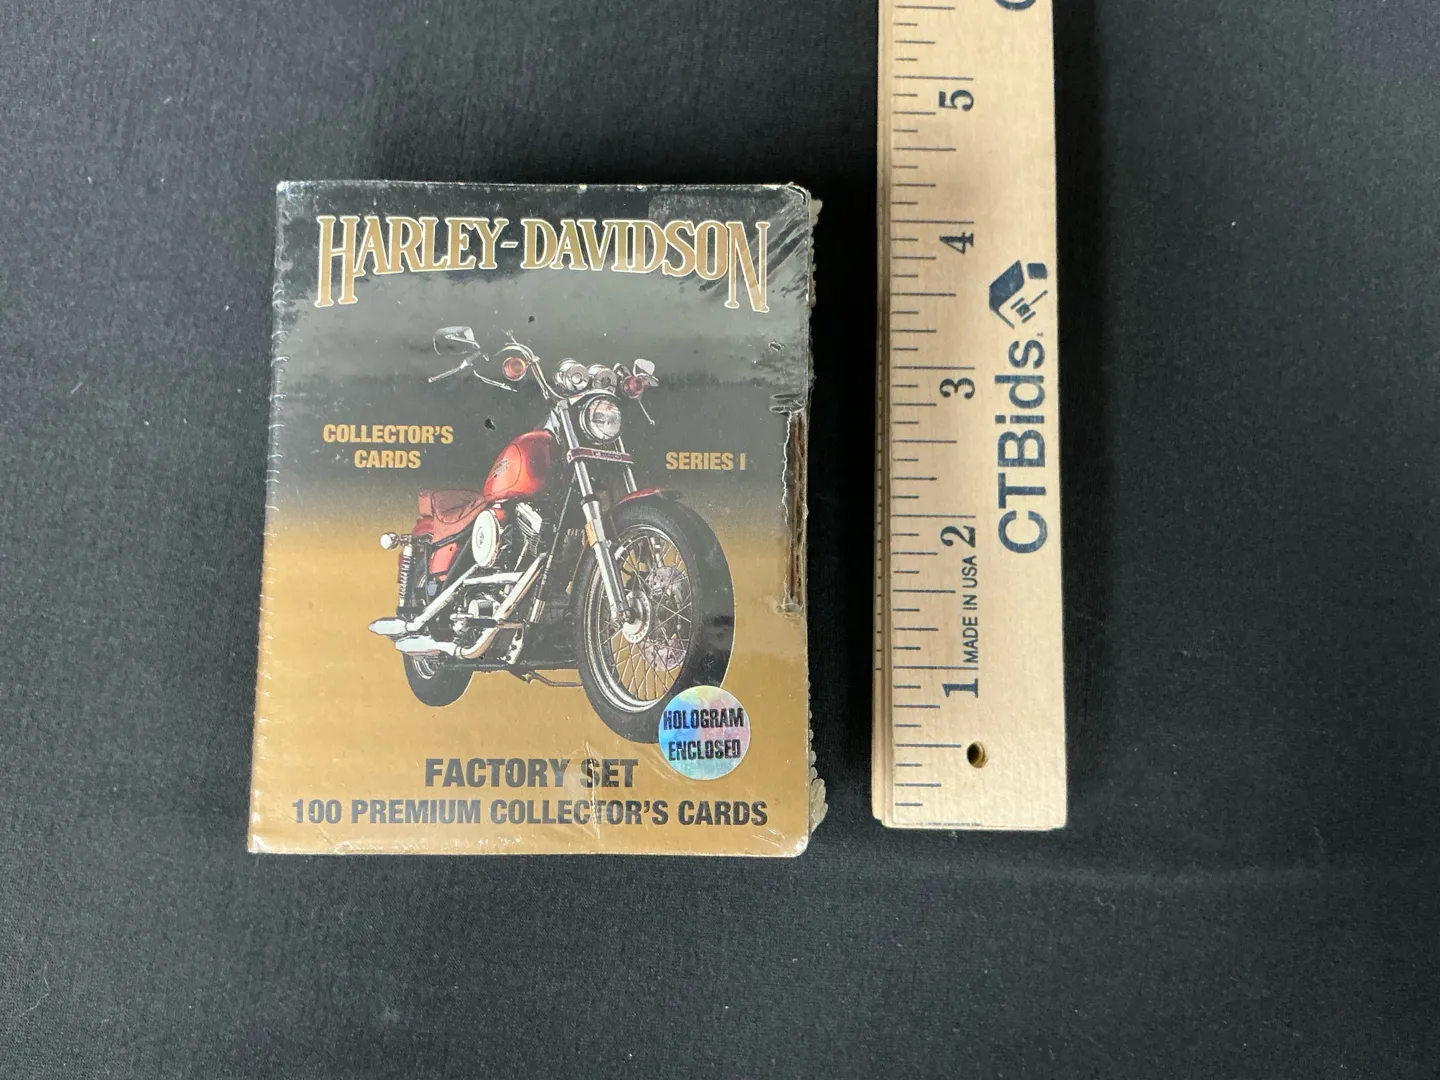 HARLEY-DAVIDSON
COLLECTOR'S
CARDS
SERIES I
HOLOGRAM
ENCLOSED
FACTORY SET
100 PREMIUM COLLECTOR'S CARDS
1 2 3 4 5
MADE IN USA
CTBids.